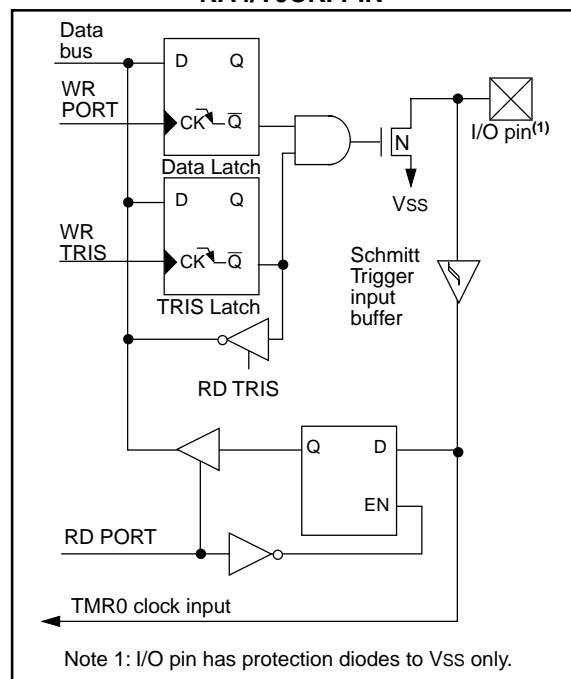 RA4/T0CKI PIN
Data
bus
D Q
WR
PORT
CK Q
Data Latch
N
I/O pin(1)
VSS
D Q
WR
TRIS
CK Q
TRIS Latch
Schmitt
Trigger
input
buffer
RD TRIS
Q D
EN
RD PORT
TMR0 clock input
Note 1: I/O pin has protection diodes to VSS only.